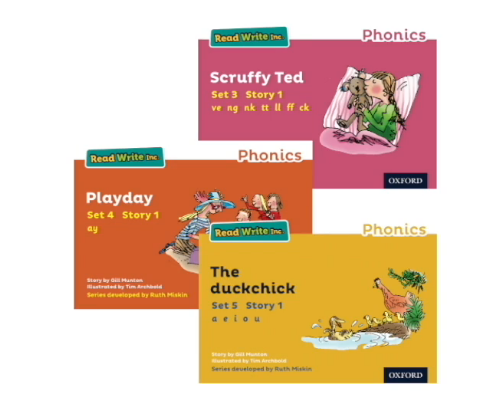 Read Write Inc.
Phonics
Scruffy Ted
Set 3 Story 1
ve ng nk tt ll ff ck
OXFORD
Read Write Inc.
Phonics
Playday
Set 4 Story 1
ay
Story by Gill Munton
Illustrated by Tim Archbold
Series developed by Ruth Miskin
Read Write Inc.
Phonics
The
duckchick
Set 5 Story 1
a e i o u
Story by Gill Munton
Illustrated by Tim Archbold
Series developed by Ruth Miskin
OXFORD